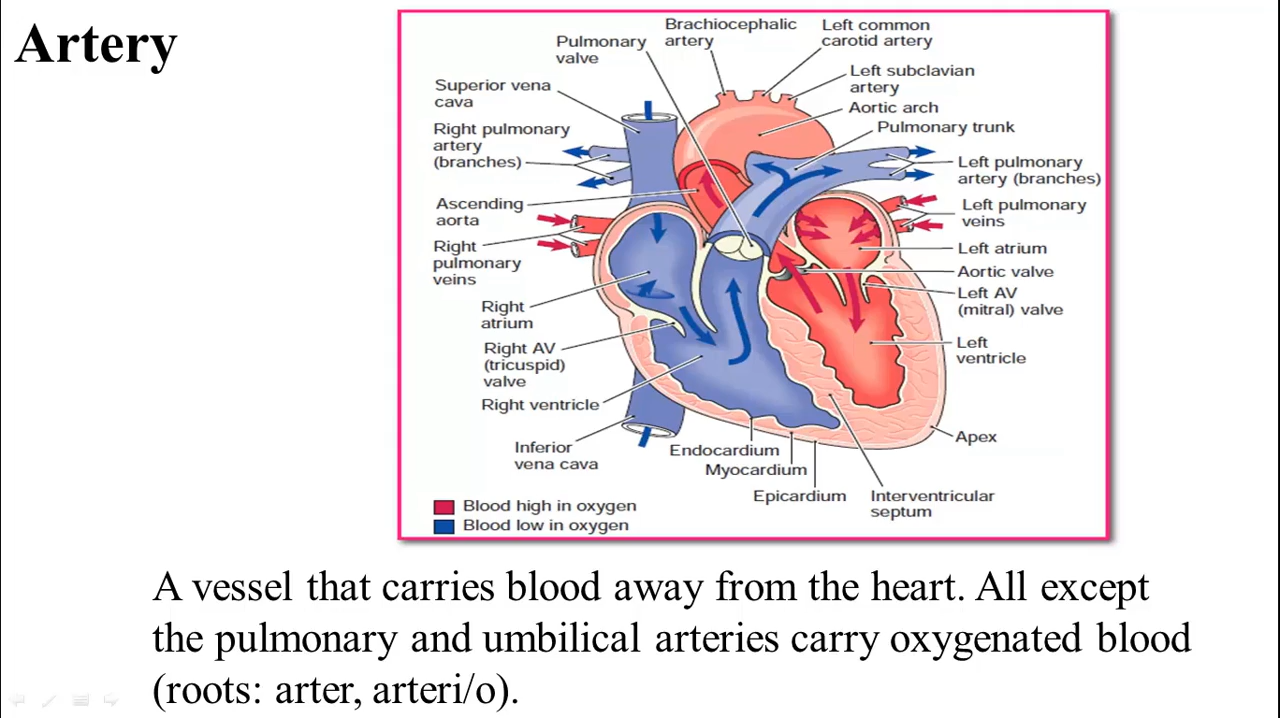 Artery
Brachiocephalic
artery
Left common
carotid artery
Pulmonary
valve
Left subclavian
artery
Superior vena
cava
Aortic arch
Pulmonary trunk
Right pulmonary
artery
(branches)
Left pulmonary
artery (branches)
Ascending
aorta
Left pulmonary
veins
Right
pulmonary
veins
Left atrium
Aortic valve
Left AV
(mitral) valve
Right
atrium
Left
ventricle
Right AV
(tricuspid)
valve
Right ventricle
Apex
Inferior
vena cava
Endocardium
Myocardium
Epicardium
Interventricular
septum
Blood high in oxygen
Blood low in oxygen
A vessel that carries blood away from the heart. All except
the pulmonary and umbilical arteries carry oxygenated blood
(roots: arter, arteri/o).